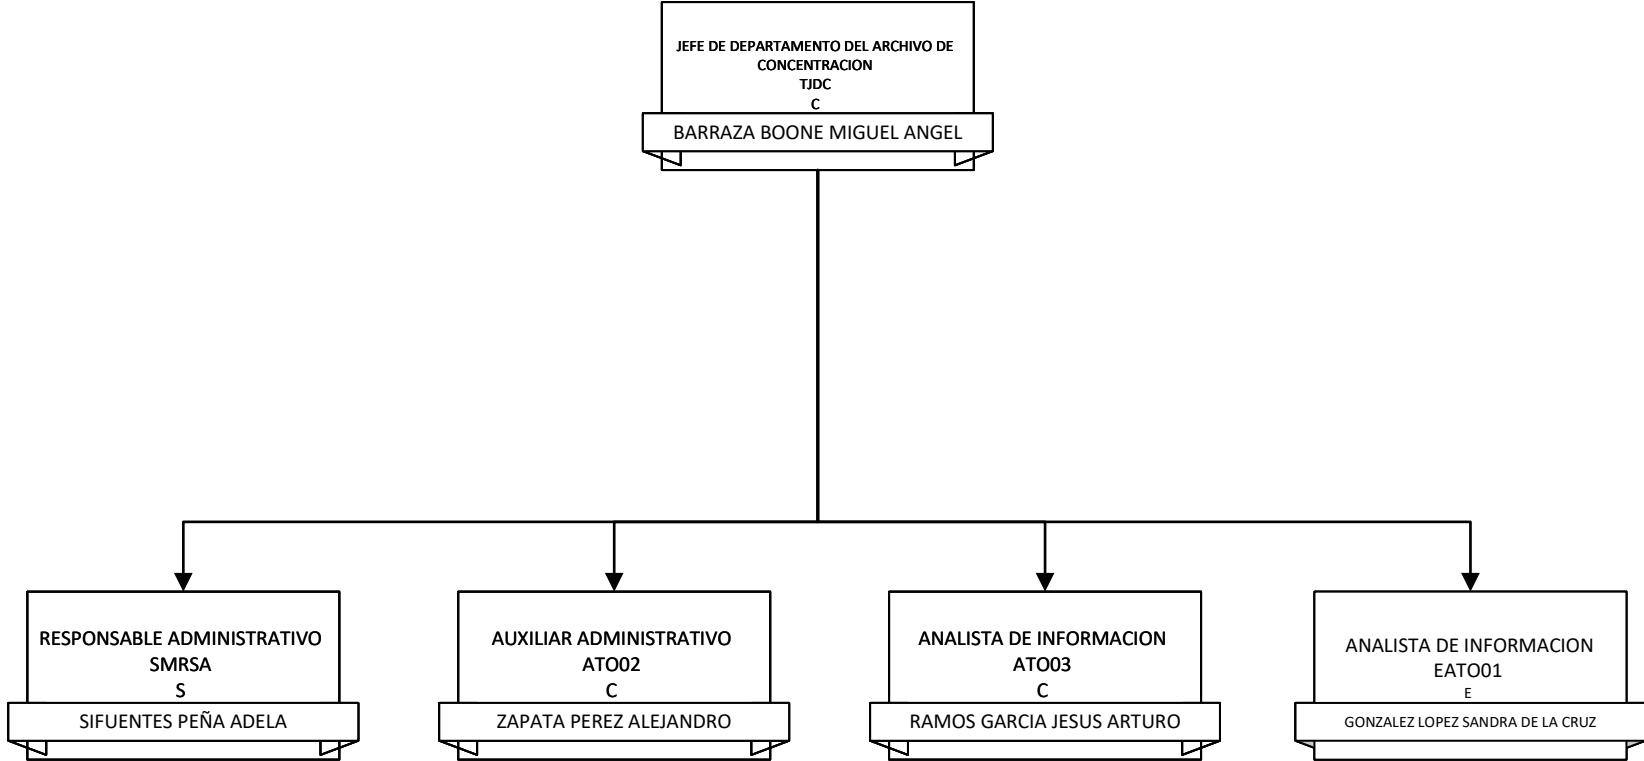 JEFE DE DEPARTAMENTO DEL ARCHIVO DE
CONCENTRACION
TJDC
C
BARRAZA BOONE MIGUEL ANGEL
RESPONSABLE ADMINISTRATIVO
SMRSA
S
SIFUENTES PEÑA ADELA
AUXILIAR ADMINISTRATIVO
ATO02
C
ZAPATA PEREZ ALEJANDRO
ANALISTA DE INFORMACION
ATO03
C
RAMOS GARCIA JESUS ARTURO
ANALISTA DE INFORMACION
EATO01
E
GONZALEZ LOPEZ SANDRA DE LA CRUZ